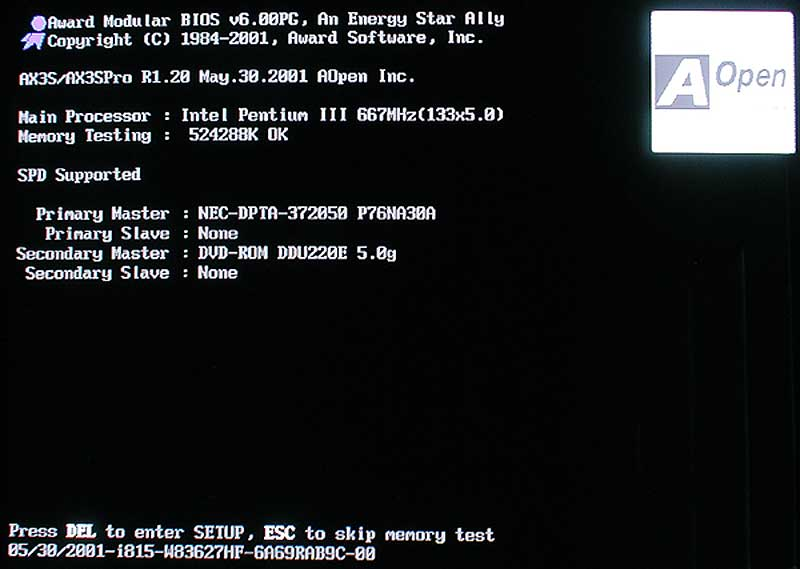 Award Modular BIOS v6.00PG, An Energy Star Ally
Copyright (C) 1984-2001, Award Software, Inc.
A Open
AX3S/AX3SPro R1.20 May.30.2001 AOpen Inc.
Main Processor : Intel Pentium III 667MHz(133x5.0)
Memory Testing : 524288K OK
SPD Supported
Primary Master : NEC-DPTA-372050 P76NA30A
Primary Slave : None
Secondary Master : DVD-ROM DDU220E 5.0g
Secondary Slave : None
Press DEL to enter SETUP, ESC to skip memory test
05/30/2001-i815-W83627HF-6A69RAB9C-00